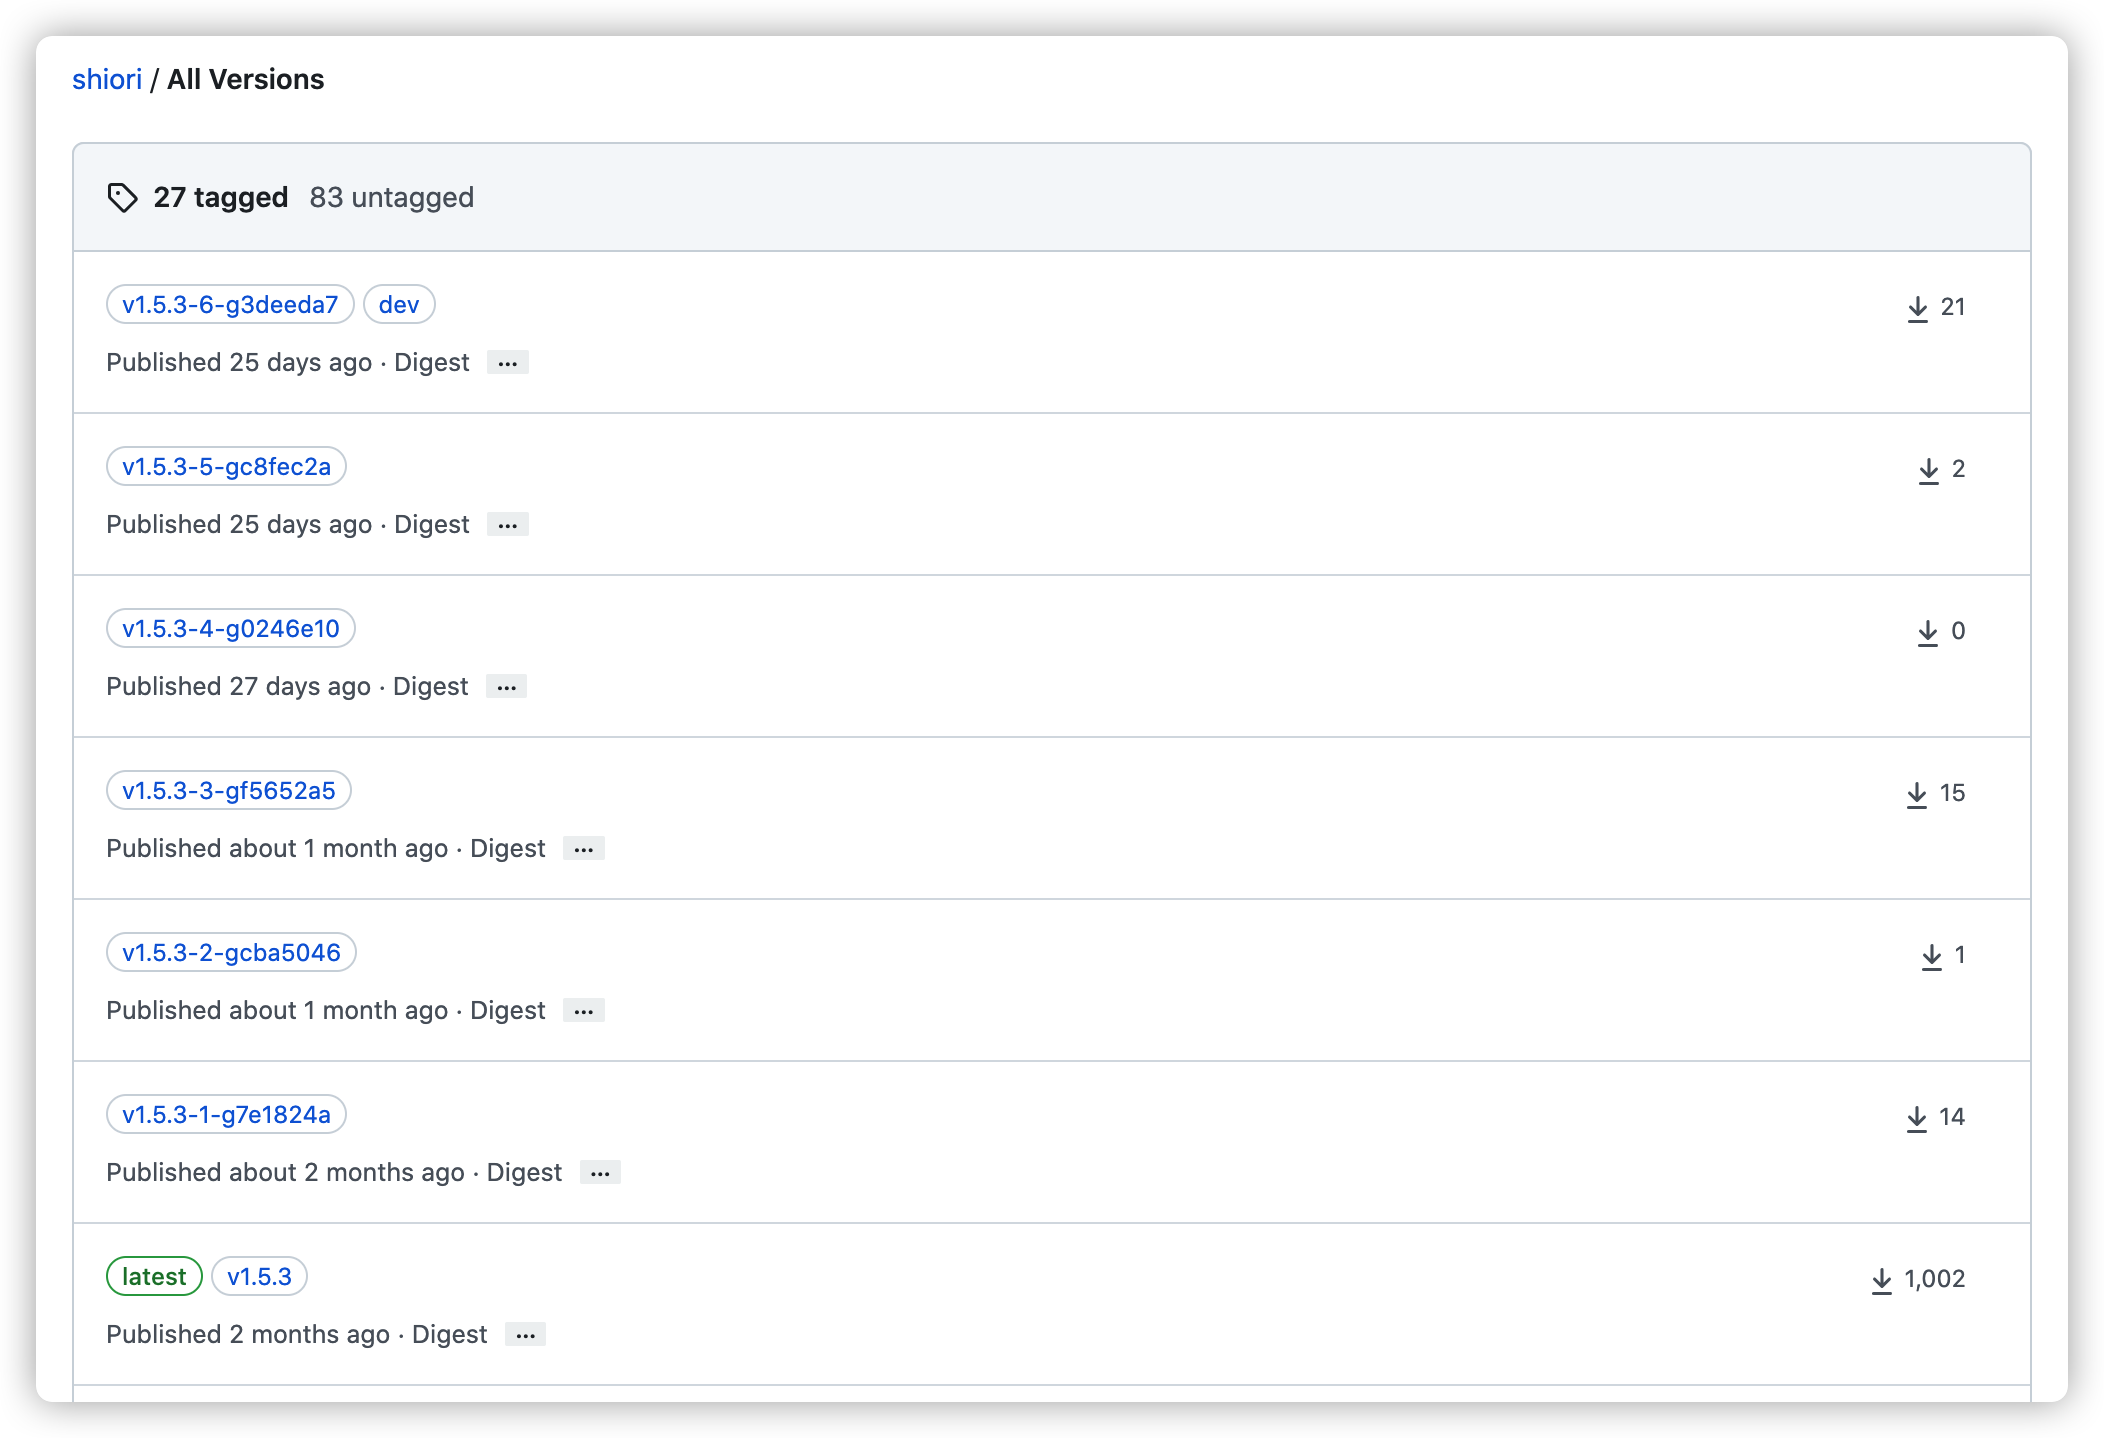 shiori / All Versions
27 tagged 83 untagged
v1.5.3-6-g3deeda7 dev 21
Published 25 days ago · Digest ...
v1.5.3-5-gc8fec2a 2
Published 25 days ago · Digest ...
v1.5.3-4-g0246e10 0
Published 27 days ago · Digest ...
v1.5.3-3-gf5652a5 15
Published about 1 month ago · Digest ...
v1.5.3-2-gcba5046 1
Published about 1 month ago · Digest ...
v1.5.3-1-g7e1824a 14
Published about 2 months ago · Digest ...
latest v1.5.3 1,002
Published 2 months ago · Digest ...